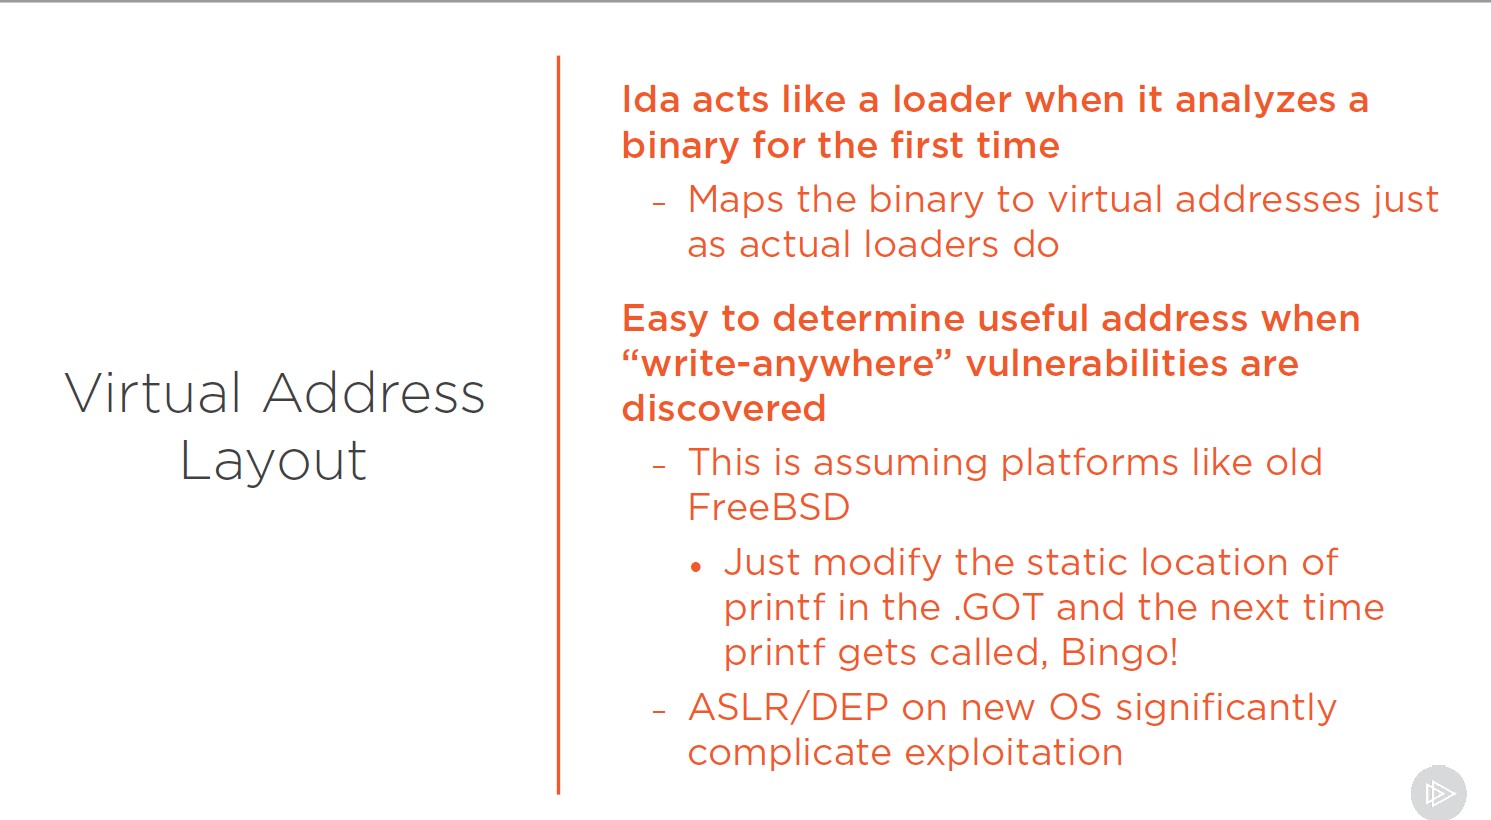 Virtual Address
Layout
Ida acts like a loader when it analyzes a
binary for the first time
- Maps the binary to virtual addresses just
as actual loaders do
Easy to determine useful address when
“write-anywhere” vulnerabilities are
discovered
- This is assuming platforms like old
FreeBSD
• Just modify the static location of
printf in the .GOT and the next time
printf gets called, Bingo!
- ASLR/DEP on new OS significantly
complicate exploitation